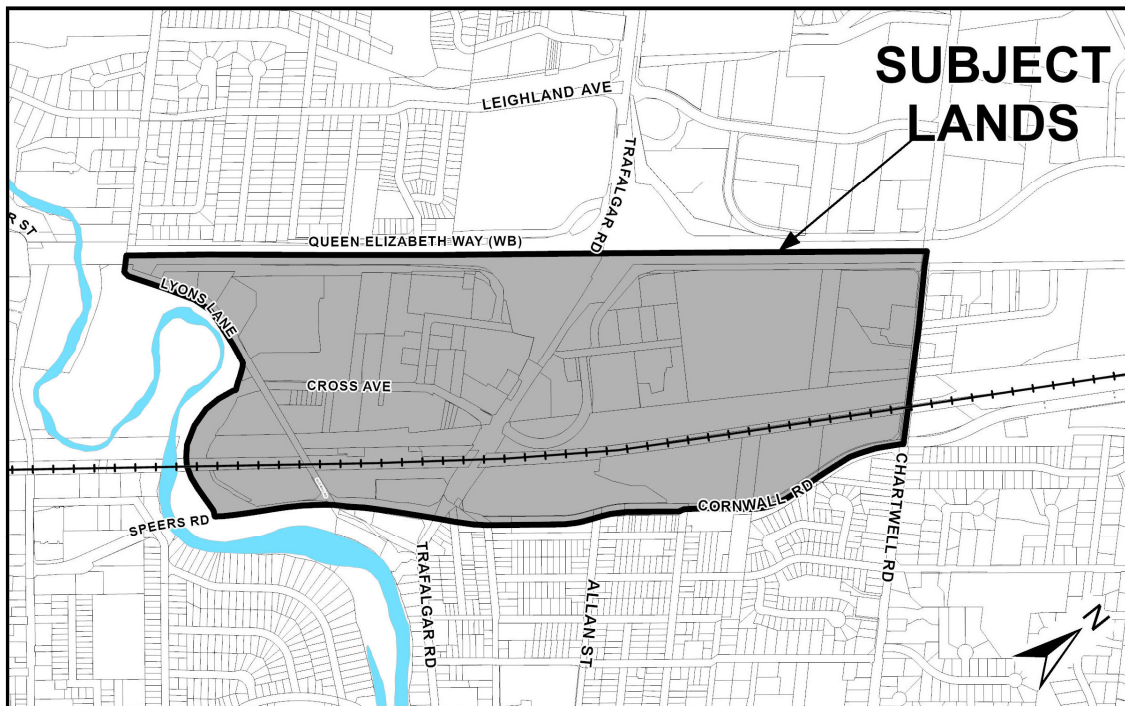 SUBJECT
LANDS
LEIGHLAND AVE
TRAFALGAR RD
R ST
QUEEN ELIZABETH WAY (WB)
LYONS LANE
CROSS AVE
CORNWALL RD
SPEERS RD
TRAFALGAR RD
ALLAN ST
CHARTWELL RD
N